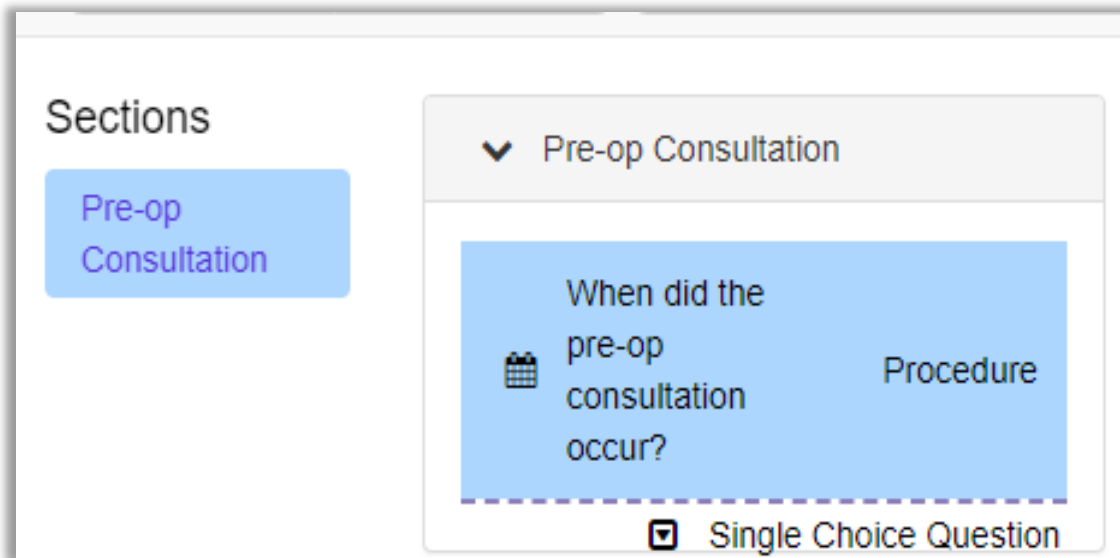 Sections
Pre-op
Consultation
Pre-op Consultation
When did the
pre-op
consultation
occur?
Procedure
Single Choice Question